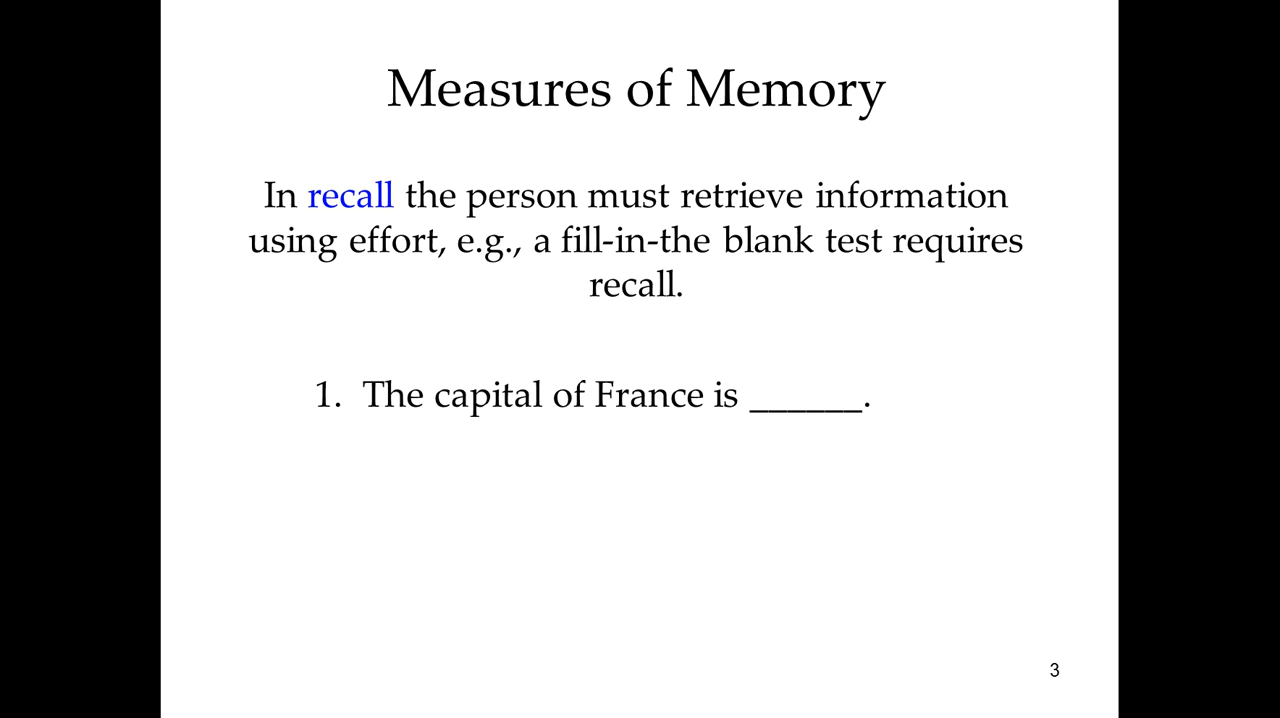 Measures of Memory
In recall the person must retrieve information
using effort, e.g., a fill-in-the blank test requires
recall.
1. The capital of France is ______.
3